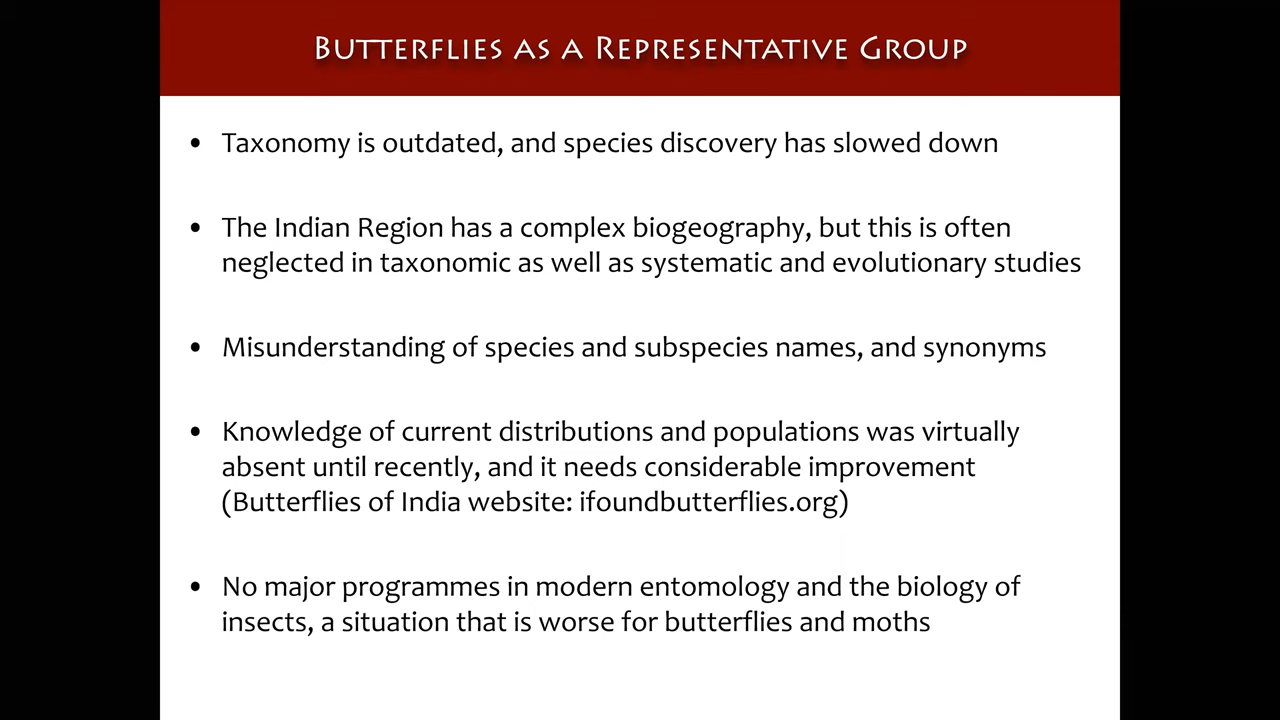 Butterflies as a Representative Group
• Taxonomy is outdated, and species discovery has slowed down
• The Indian Region has a complex biogeography, but this is often
neglected in taxonomic as well as systematic and evolutionary studies
• Misunderstanding of species and subspecies names, and synonyms
• Knowledge of current distributions and populations was virtually
absent until recently, and it needs considerable improvement
(Butterflies of India website: ifoundbutterflies.org)
• No major programmes in modern entomology and the biology of
insects, a situation that is worse for butterflies and moths